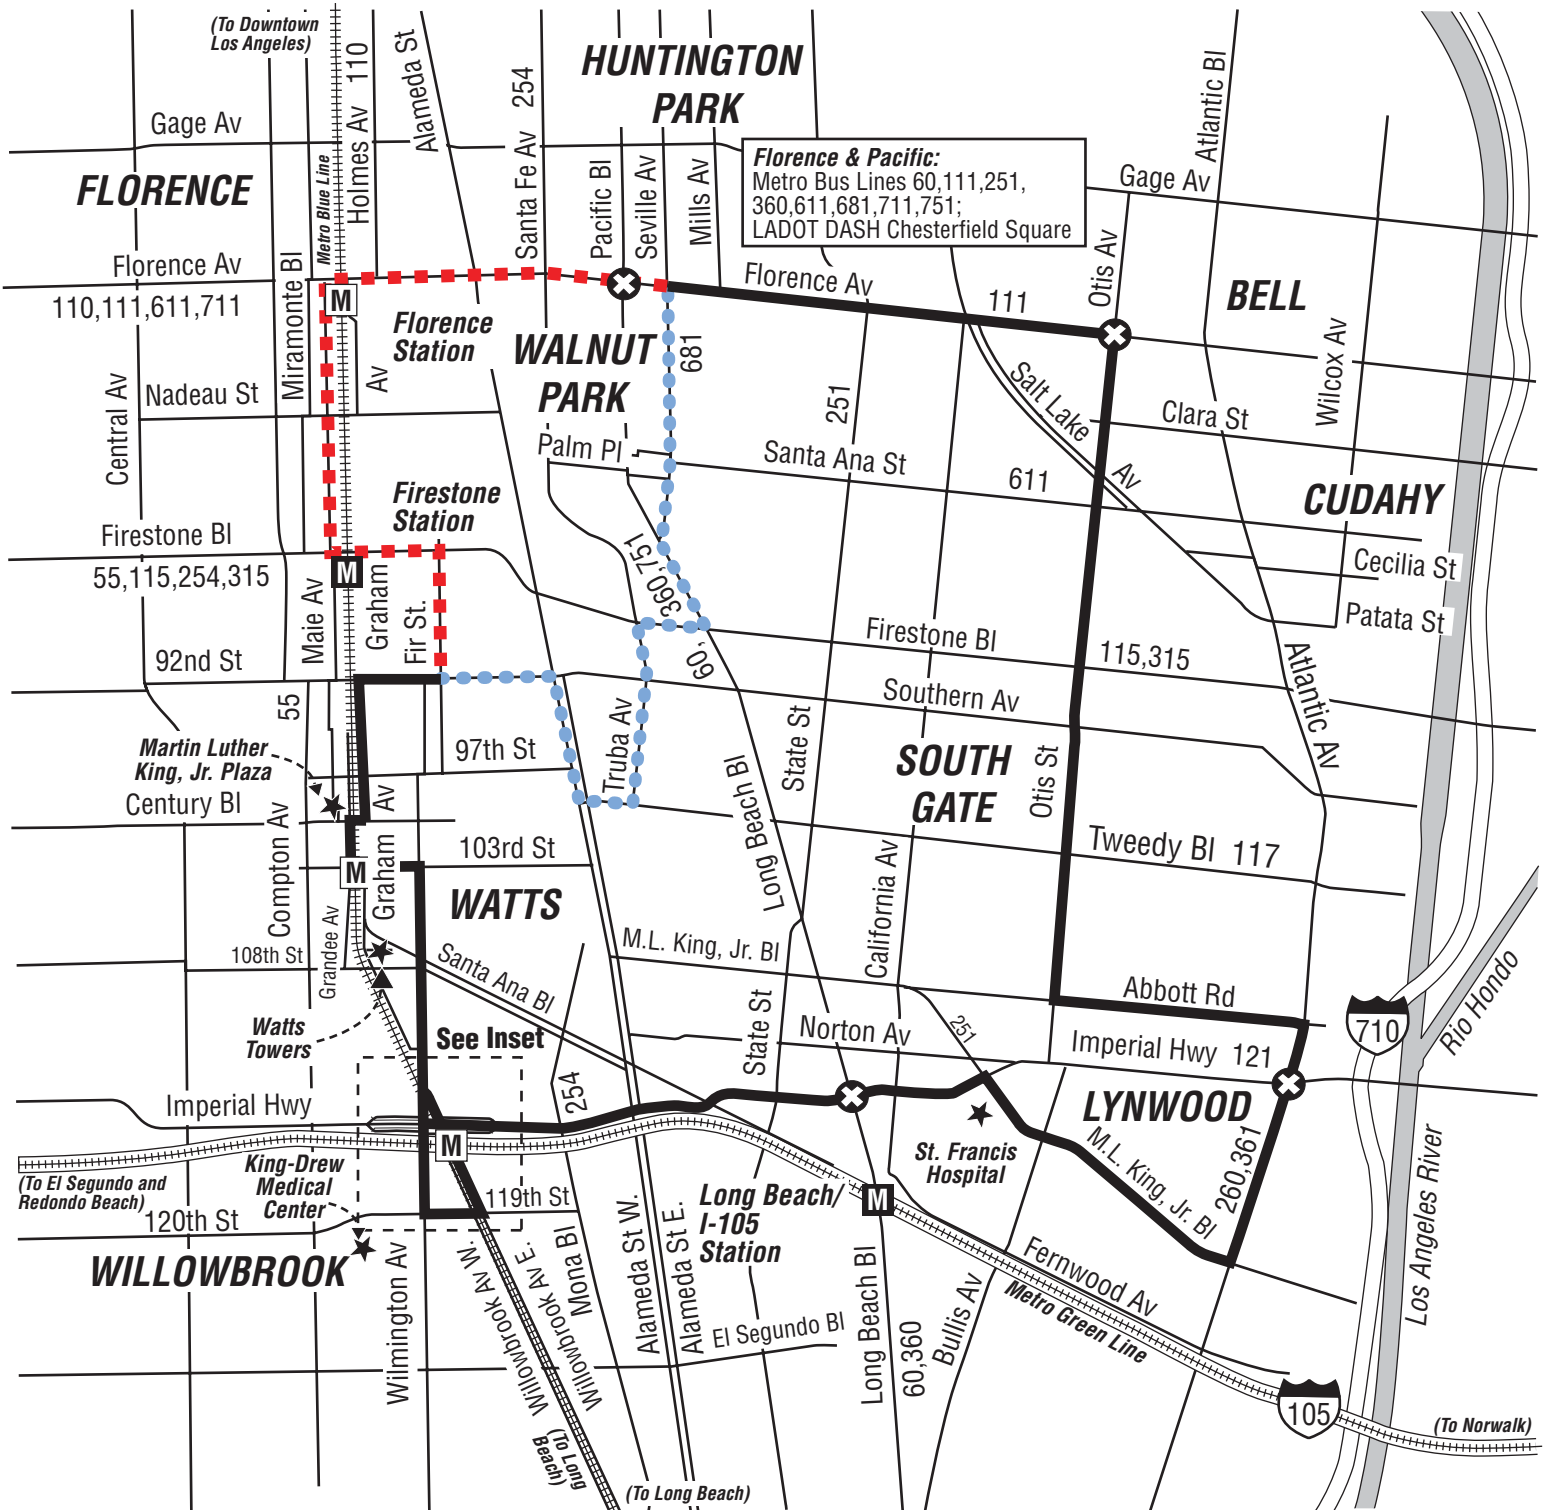 (To Downtown
Los Angeles)
110
Alameda St
254
HUNTINGTON
PARK
Atlantic Bl
Gage Av
Holmes Av
Santa Fe Av
Pacific Bl
Seville Av
Mills Av
Florence & Pacific:
Metro Bus Lines 60,111,251,
360,611,681,711,751;
LADOT DASH Chesterfield Square
Gage Av
FLORENCE
Metro Blue Line
Miramonte Bl
Florence Av
110,111,611,711
M
Florence
Station
Florence Av
111
Otis Av
BELL
Wilcox Av
WALNUT
PARK
681
Av
Nadeau St
Central Av
251
Salt Lake
Av
Clara St
Palm Pl
Santa Ana St
611
CUDAHY
Firestone
Station
Firestone Bl
55,115,254,315
M
Maie Av
Graham
Fir St.
360,751
60,
Cecilia St
Patata St
Firestone Bl
115,315
92nd St
55
Southern Av
Atlantic Av
Martin Luther
King, Jr. Plaza
97th St
Truba Av
Long Beach Bl
State St
SOUTH
GATE
Otis St
Century Bl
Av
Compton Av
Graham
103rd St
M
WATTS
Tweedy Bl 117
California Av
Grandee Av
108th St
Santa Ana Bl
M.L. King, Jr. Bl
Abbott Rd
Rio Hondo
Watts
Towers
See Inset
State St
Norton Av
251
Imperial Hwy 121
710
Imperial Hwy
254
LYNWOOD
M
King-Drew
Medical
Center
St. Francis
Hospital
M.L. King, Jr. Bl
260,361
Los Angeles River
(To El Segundo and
Redondo Beach)
120th St
119th St
Long Beach/
I-105
Station
M
WILLOWBROOK
Wilmington Av
Willowbrook Av W.
Willowbrook Av E.
Mona Bl
Alameda St W.
Alameda St E.
El Segundo Bl
Long Beach Bl
60,360
Bullis Av
Fernwood Av
Metro Green Line
105
(To Norwalk)
(To Long
Beach)
(To Long Beach)